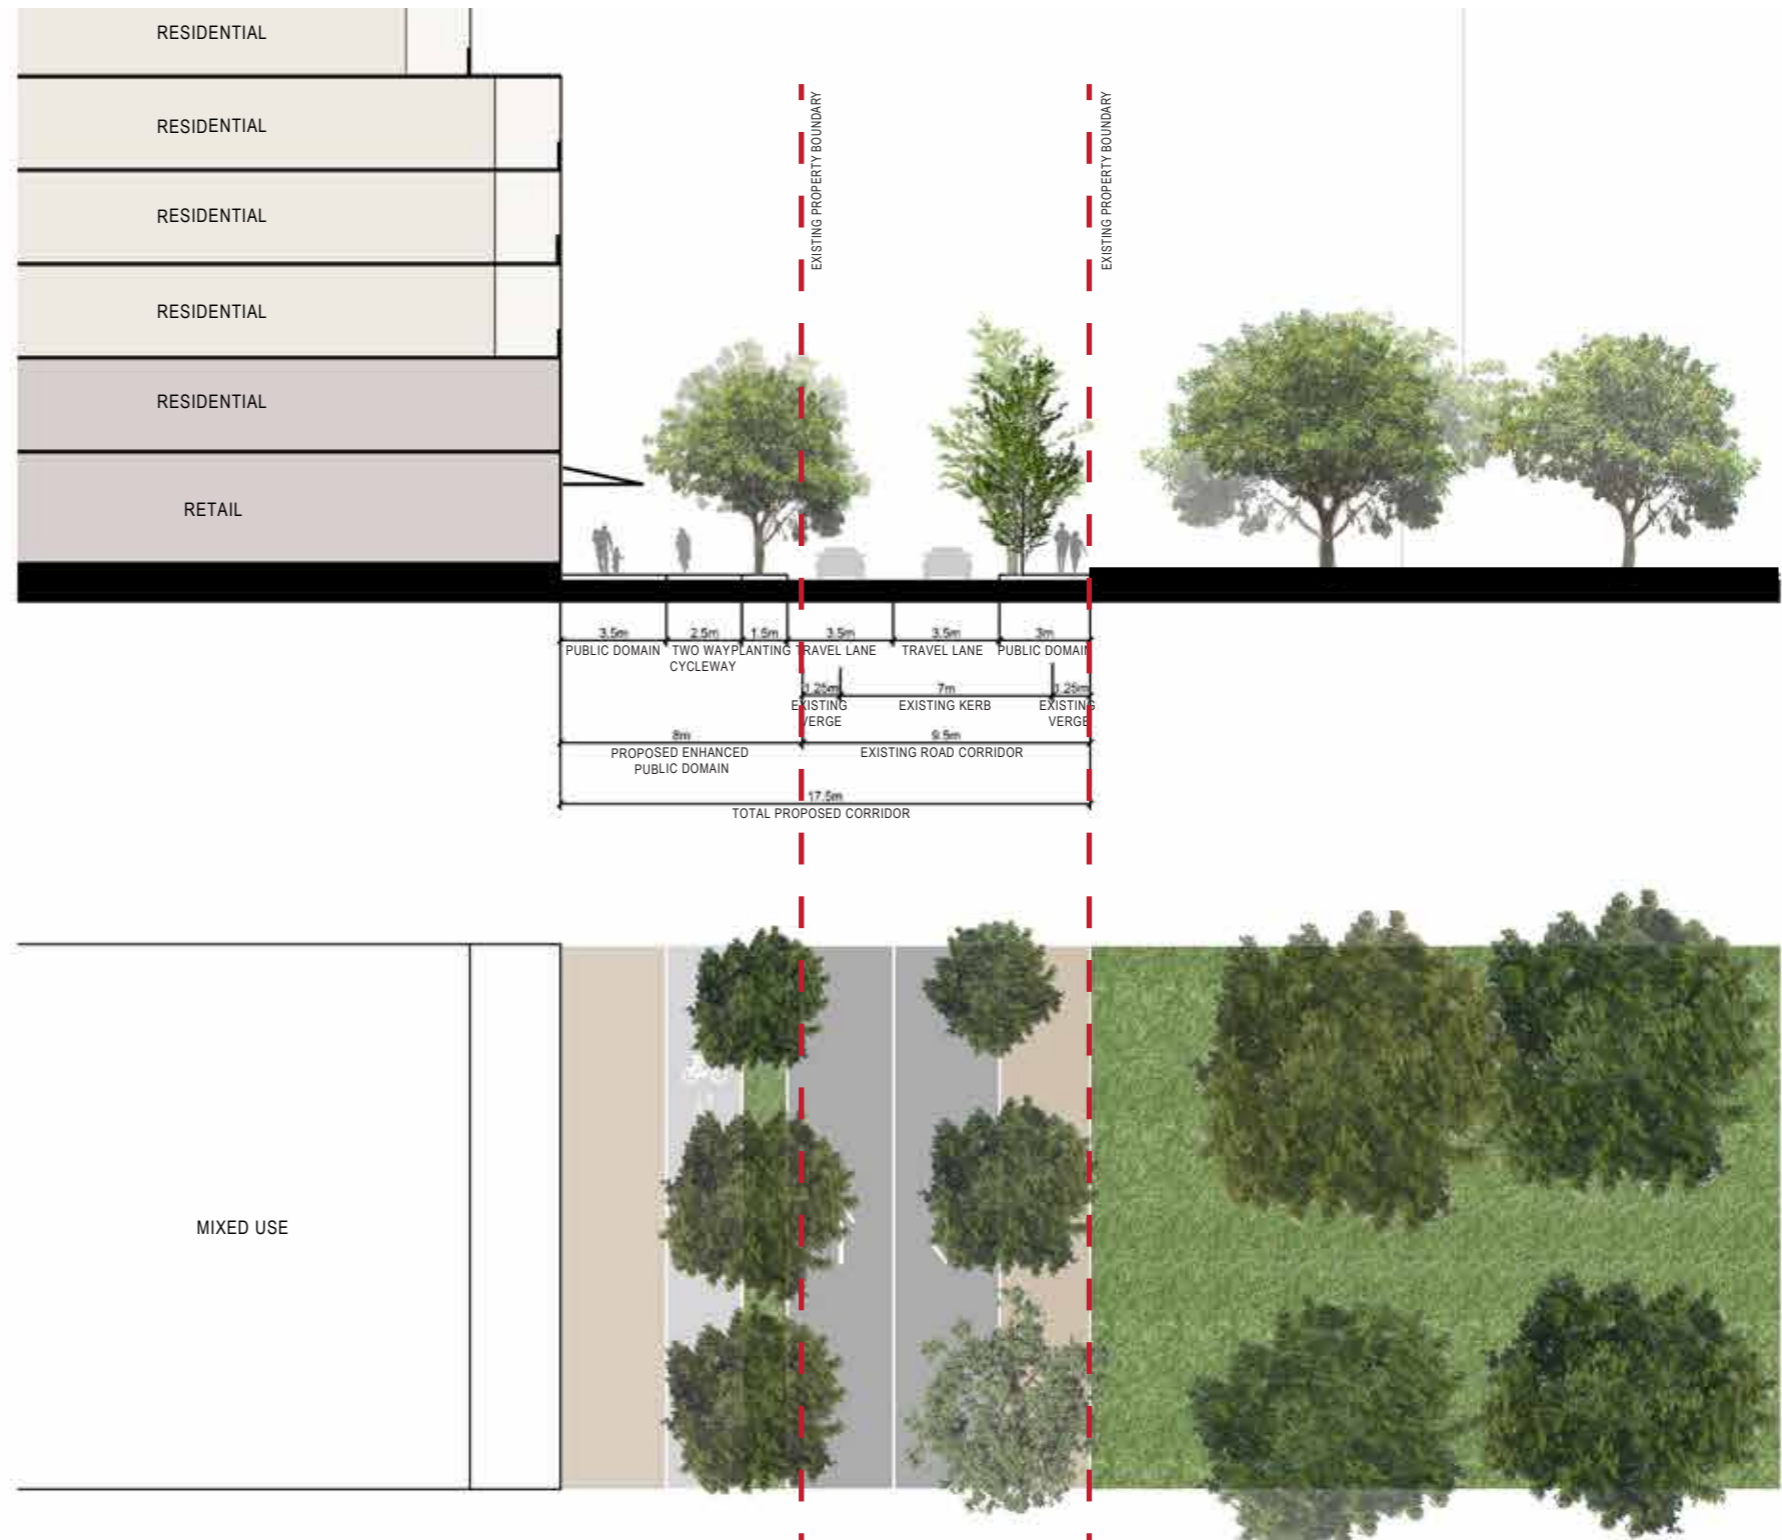 RESIDENTIAL
RESIDENTIAL
RESIDENTIAL
RESIDENTIAL
RESIDENTIAL
RETAIL
EXISTING PROPERTY BOUNDARY
EXISTING PROPERTY BOUNDARY
3.5m
2.5m
1.5m
3.5m
3.5m
3m
PUBLIC DOMAIN
TWO WAY
CYCLEWAY
PLANTING
TRAVEL LANE
TRAVEL LANE
PUBLIC DOMAIN
1.25m
7m
1.25m
EXISTING
VERGE
EXISTING KERB
EXISTING
VERGE
8m
9.5m
PROPOSED ENHANCED
PUBLIC DOMAIN
EXISTING ROAD CORRIDOR
17.5m
TOTAL PROPOSED CORRIDOR
MIXED USE